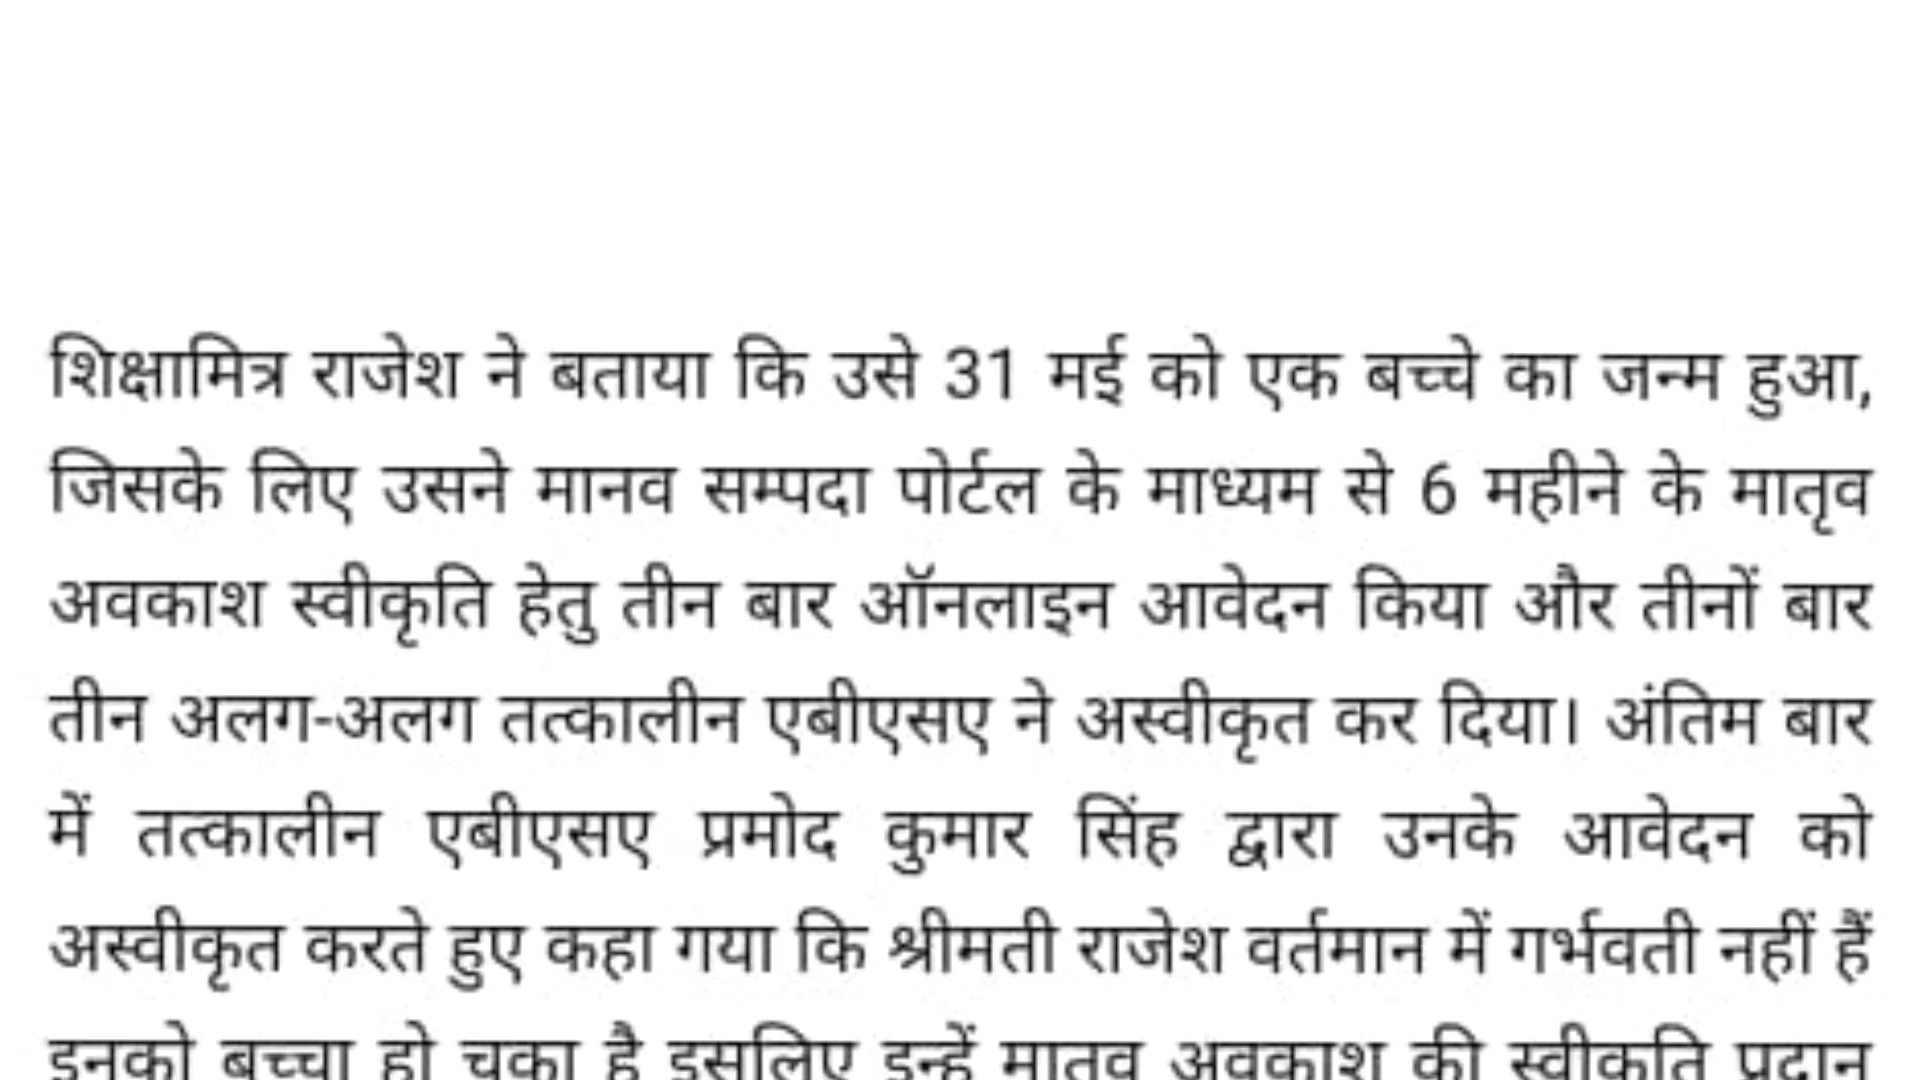 शिक्षामित्र राजेश ने बताया कि उसे 31 मई को एक बच्चे का जन्म हुआ,
जिसके लिए उसने मानव सम्पदा पोर्टल के माध्यम से 6 महीने के मातृव
अवकाश स्वीकृति हेतु तीन बार ऑनलाइन आवेदन किया और तीनों बार
तीन अलग-अलग तत्कालीन एबीएसए ने अस्वीकृत कर दिया। अंतिम बार
में तत्कालीन एबीएसए प्रमोद कुमार सिंह द्वारा उनके आवेदन को
अस्वीकृत करते हुए कहा गया कि श्रीमती राजेश वर्तमान में गर्भवती नहीं हैं
इनको बच्चा हो चुका है इसलिए इन्हें मातृव अवकाश की स्वीकृति प्रदान